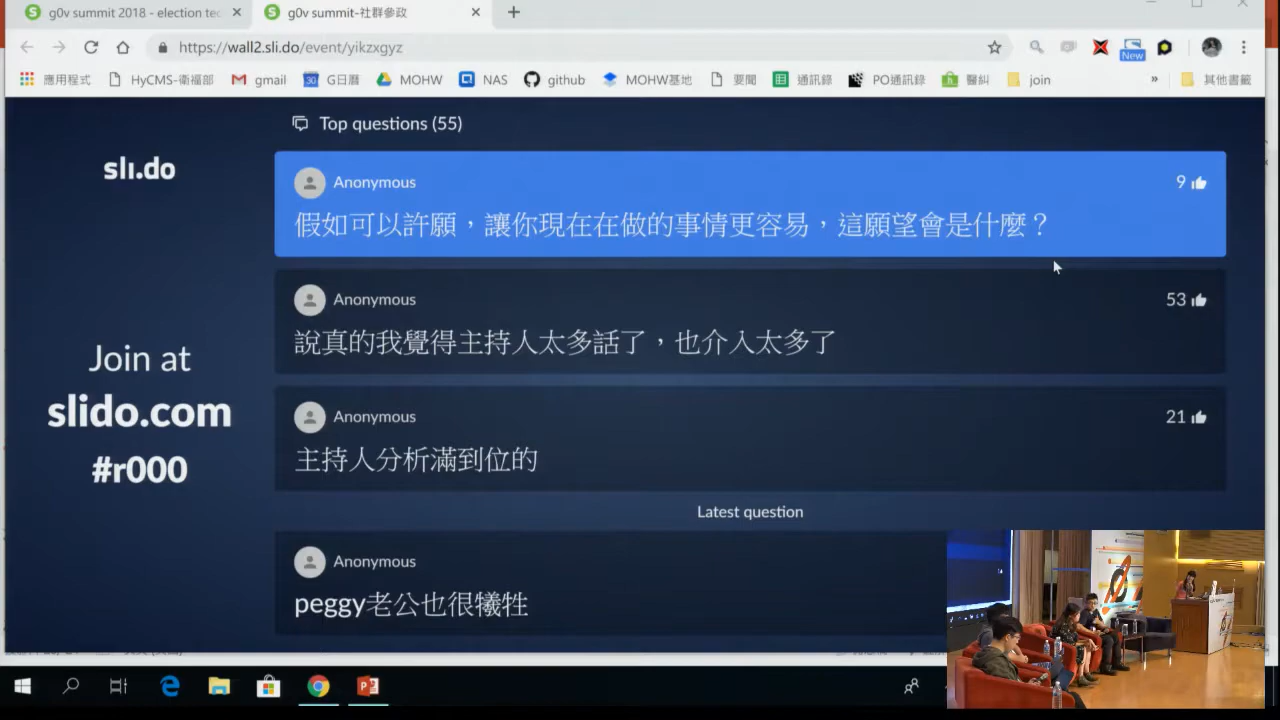 g0v summit 2018 - election tec
g0v summit-社群參政
https://wall2.sli.do/event/yikzxgyz
New
應用程式 HyCMS-衛福部 gmail G日曆 MOHW NAS github MOHW基地 要聞 通訊錄 PO通訊錄 醫糾 join » 其他書籤
Top questions (55)
sli.do
Anonymous
9
假如可以許願，讓你現在在做的事情更容易，這願望會是什麼？
Anonymous
53
說真的我覺得主持人太多話了，也介入太多了
Join at
slido.com
#r000
Anonymous
21
主持人分析滿到位的
Latest question
Anonymous
peggy老公也很犧牲